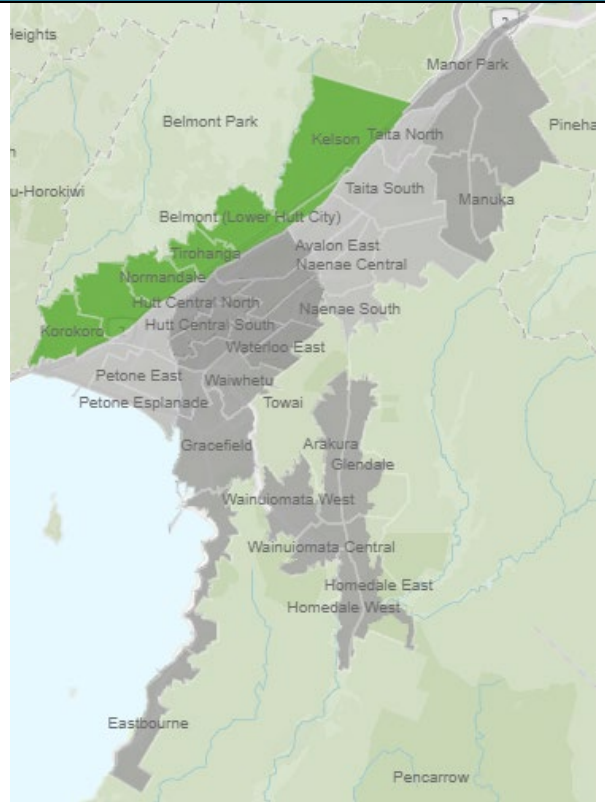 Heights
Manor Park
Belmont Park
Kelson
Taita North
Pineha
u-Horokiwi
Taita South
Manuka
Belmont (Lower Hutt City)
Tirohanga
Avalon East
Naenae Central
Normandale
Hutt Central North
Naenae South
Korokoro
2
Hutt Central South
Waterloo East
Petone East
Waiwhetu
Petone Esplanade
Towai
Gracefield
Arakura
Glendale
Wainuiomata West
Wainuiomata Central
Homedale East
Homedale West
Eastbourne
Pencarrow